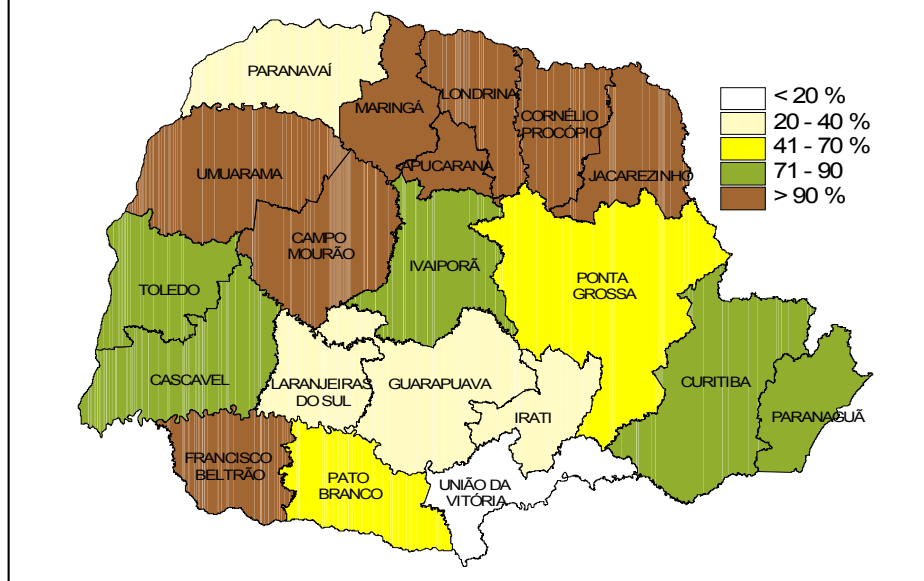 PARANAVAÍ
MARINGÁ
LONDRINA
CORNÉLIO
PROCÓPIO
APUCARANA
JACAREZINHO
UMUARAMA
CAMPO
MOURÃO
IVAIPORÃ
PONTA
GROSSA
TOLEDO
CASCAVEL
LARANJEIRAS
DO SUL
GUARAPUAVA
IRATI
CURITIBA
PARANAGUÃ
FRANCISCO
BELTRÃO
PATO
BRANCO
UNIÃO DA
VITÓRIA
< 20 %
20 - 40 %
41 - 70 %
71 - 90
> 90 %